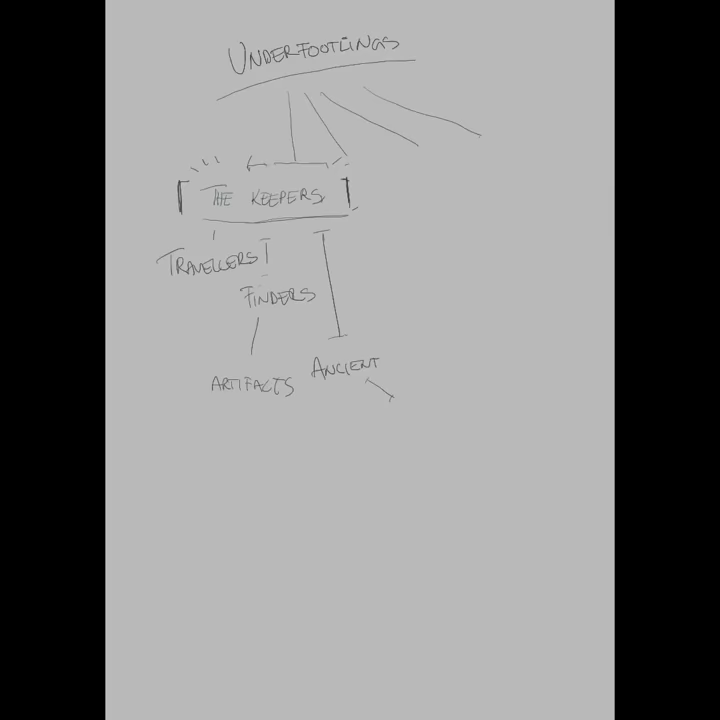 UNDERFOOTLINGS
THE KEEPERS
TRAVELLERS
FINDERS
ARTIFACTS
ANCIENT